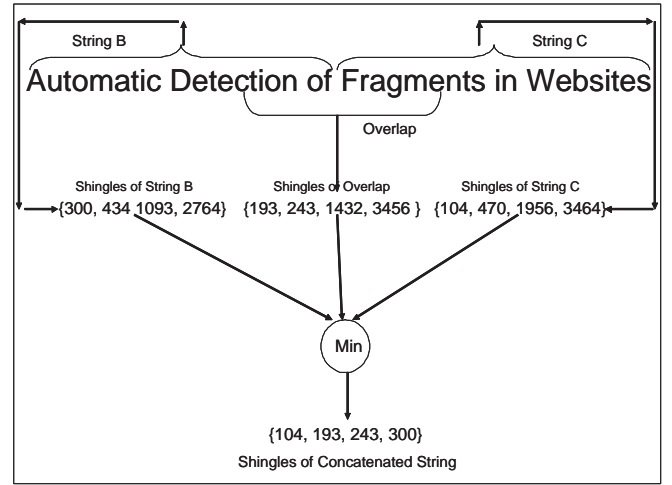 String B
String C
Automatic Detection of Fragments in Websites
Overlap
Shingles of String B
Shingles of Overlap
Shingles of String C
{300, 434 1093, 2764}
{193, 243, 1432, 3456 }
{104, 470, 1956, 3464}
Min
{104, 193, 243, 300}
Shingles of Concatenated String